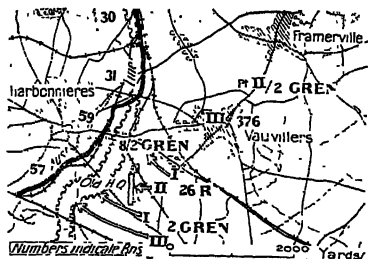 30
Framerville
31
Pt II/2 GREN
Harbonnières
III
376
59
Vauvillers
8/2 GREN
57
I
Old HQ
II
26 R
I
2 GREN
III
2000
Numbers indicate Bns
Yards